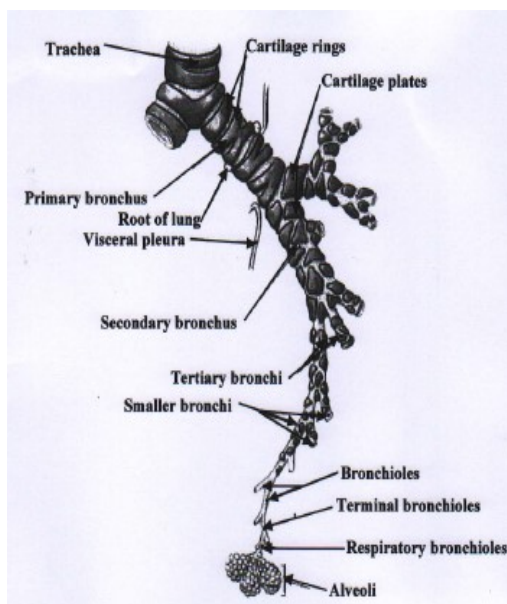 Trachea
Cartilage rings
Cartilage plates
Primary bronchus
Root of lung
Visceral pleura
Secondary bronchus
Tertiary bronchi
Smaller bronchi
Bronchioles
Terminal bronchioles
Respiratory bronchioles
Alveoli